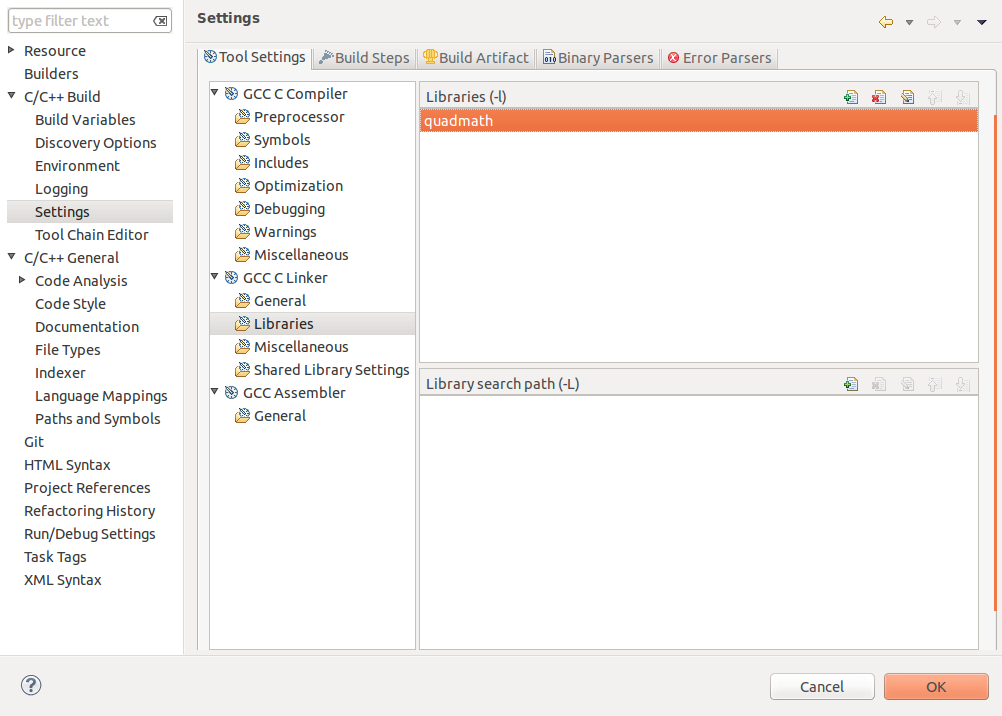 type filter text
Resource
Builders
C/C++ Build
Build Variables
Discovery Options
Environment
Logging
Settings
Tool Chain Editor
C/C++ General
Code Analysis
Code Style
Documentation
File Types
Indexer
Language Mappings
Paths and Symbols
Git
HTML Syntax
Project References
Refactoring History
Run/Debug Settings
Task Tags
XML Syntax
Settings
Tool Settings Build Steps Build Artifact Binary Parsers Error Parsers
GCC C Compiler
Preprocessor
Symbols
Includes
Optimization
Debugging
Warnings
Miscellaneous
GCC C Linker
General
Libraries
Miscellaneous
Shared Library Settings
GCC Assembler
General
Libraries (-l)
quadmath
Library search path (-L)
Cancel OK